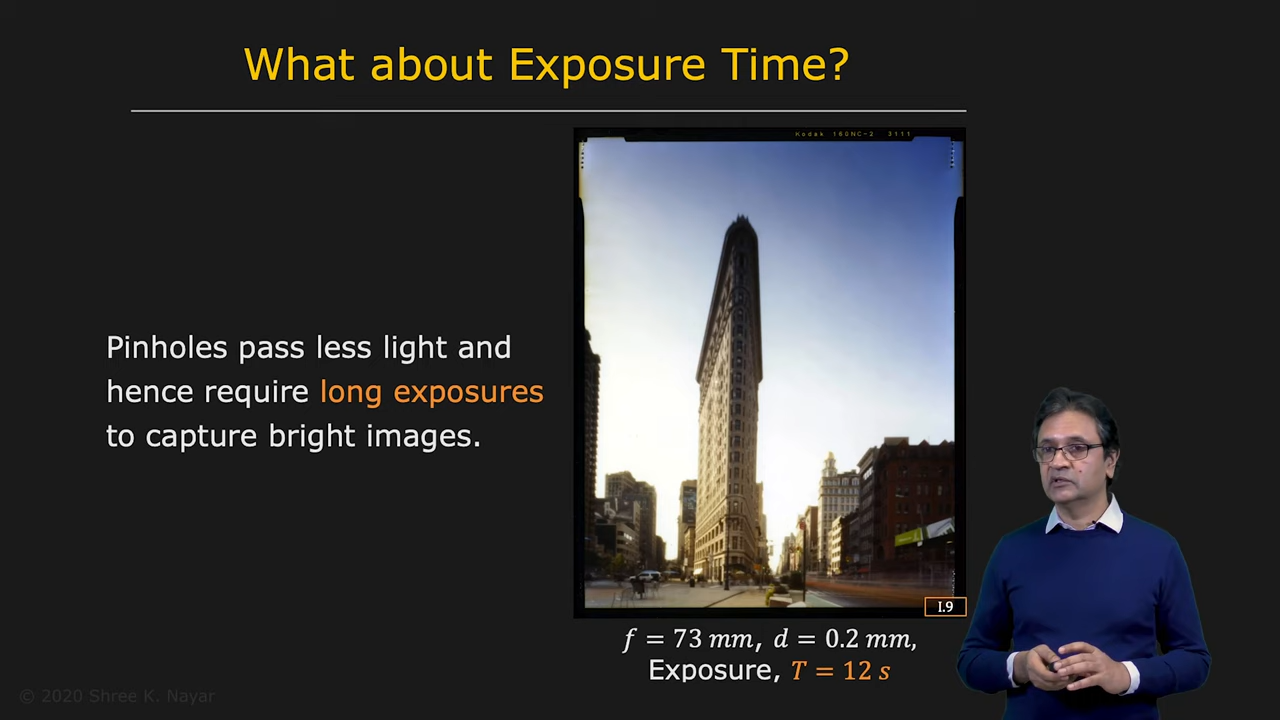 What about Exposure Time?
Kodak 160NC-2 3111
Pinholes pass less light and
hence require long exposures
to capture bright images.
I.9
f = 73 mm, d = 0.2 mm,
Exposure, T = 12 s
© 2020 Shree K. Nayar